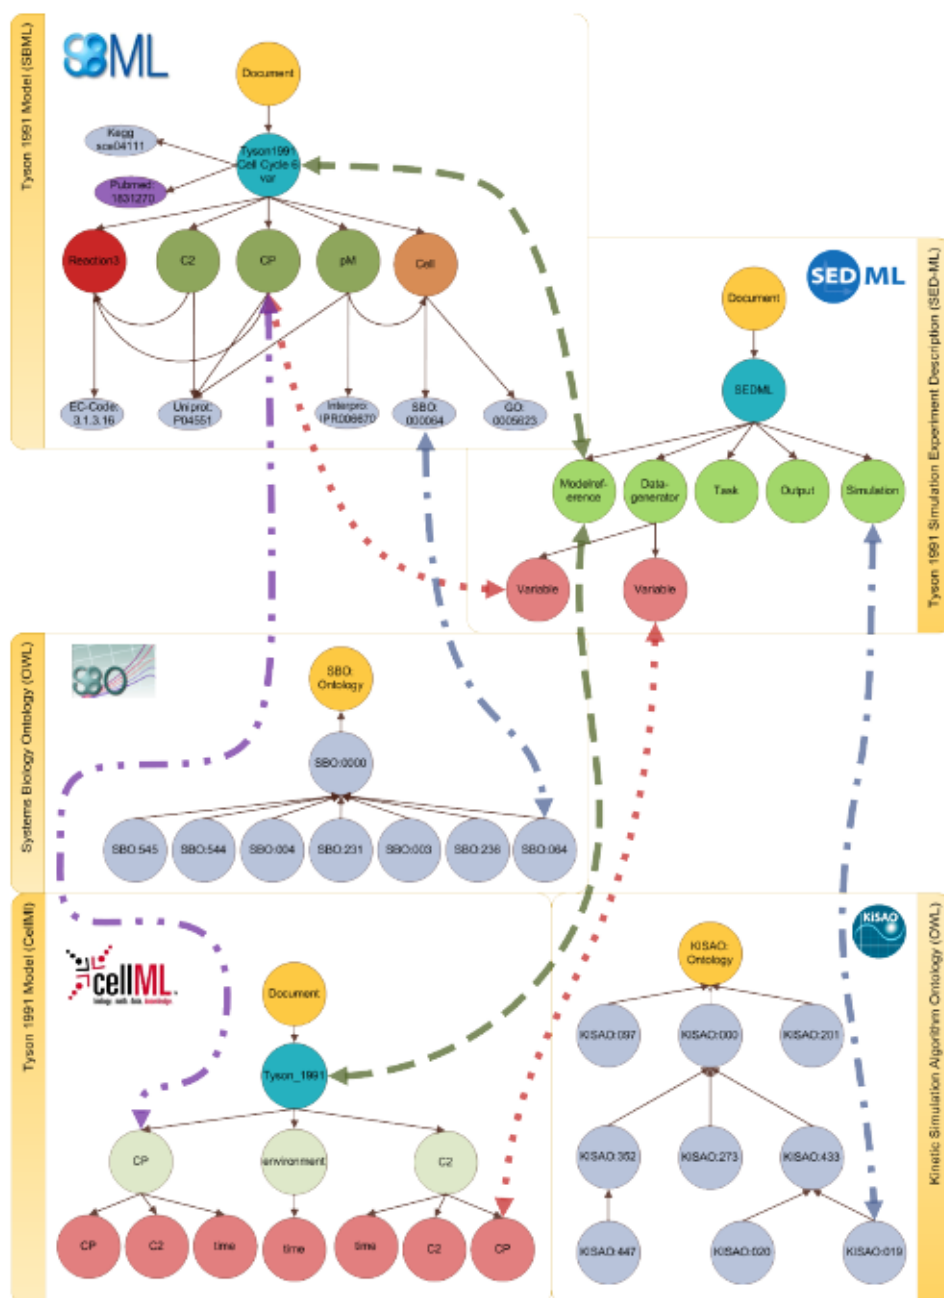 Tyson 1991 Model (SBML)
SBML
Document
Kegg
sce04111
Tyson1991
Cell Cycle 6
var
Pubmed:
1831270
Reaction3
C2
CP
pM
Cell
EC-Code:
3.1.3.16
Uniprot:
P04551
Interpro:
IPR006670
SBO:
000064
GO:
0005623
Tyson 1991 Simulation Experiment Description (SED-ML)
SED ML
Document
SEDML
Modelref-
erence
Data-
generator
Task
Output
Simulation
Variable
Variable
Systems Biology Ontology (OWL)
SBO
SBO:
Ontology
SBO:0000
SBO:545
SBO:544
SBO:004
SBO:231
SBO:003
SBO:236
SBO:064
Tyson 1991 Model (CellMl)
cellML
Document
Tyson_1991
CP
environment
C2
CP
C2
time
time
time
C2
CP
Kinetic Simulation Algorithm Ontology (OWL)
KiSAO
KISAO:
Ontology
KISAO:097
KISAO:000
KISAO:201
KISAO:352
KISAO:273
KISAO:433
KISAO:447
KISAO:020
KISAO:019